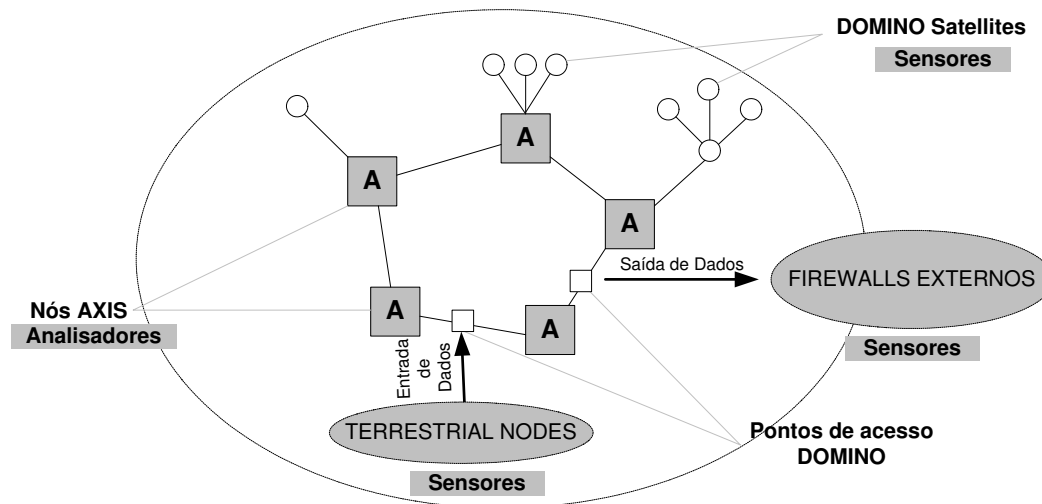 DOMINO Satellites
Sensores
A
A
A
Saída de Dados
FIREWALLS EXTERNOS
Nós AXIS
Analisadores
A
A
Entrada
de
Dados
Sensores
TERRESTRIAL NODES
Sensores
Pontos de acesso
DOMINO